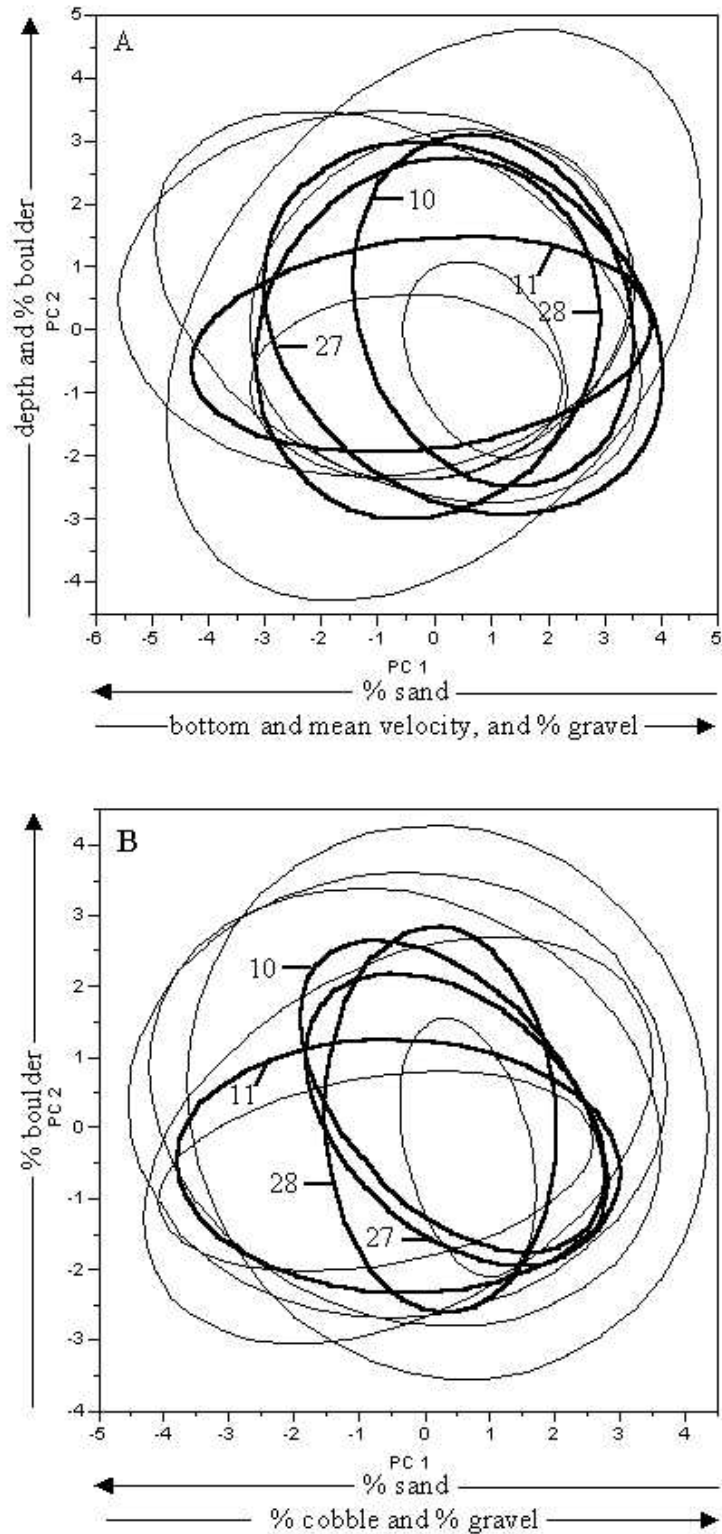 A
5
4
3
2
1
0
-1
-2
-3
-4
depth and % boulder
PC 2
10
11
28
27
-6 -5 -4 -3 -2 -1 0 1 2 3 4 5
PC 1
% sand
bottom and mean velocity, and % gravel
B
4
3
2
1
0
-1
-2
-3
-4
% boulder
PC 2
10
11
28
27
-5 -4 -3 -2 -1 0 1 2 3 4
PC 1
% sand
% cobble and % gravel